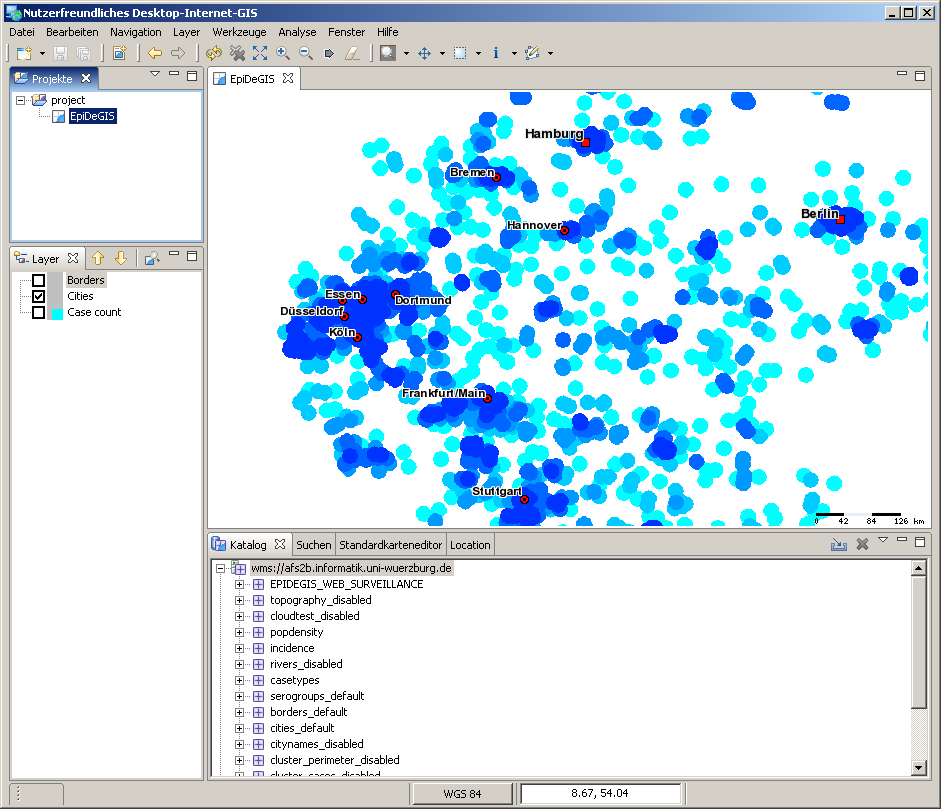 Nutzerfreundliches Desktop-Internet-GIS
Datei Bearbeiten Navigation Layer Werkzeuge Analyse Fenster Hilfe
Projekte
project
EpiDeGIS
Layer
Borders
Cities
Case count
EpiDeGIS
Hamburg
Bremen
Hannover
Berlin
Essen
Dortmund
Düsseldorf
Köln
Frankfurt/Main
Stuttgart
0 42 84 126 km
Katalog Suchen Standardkarteneditor Location
wms://afs2b.informatik.uni-wuerzburg.de
EPIDEGIS_WEB_SURVEILLANCE
topography_disabled
cloudtest_disabled
popdensity
incidence
rivers_disabled
casetypes
serogroups_default
borders_default
cities_default
citynames_disabled
cluster_perimeter_disabled
cluster_cases_disabled
WGS 84
8.67, 54.04